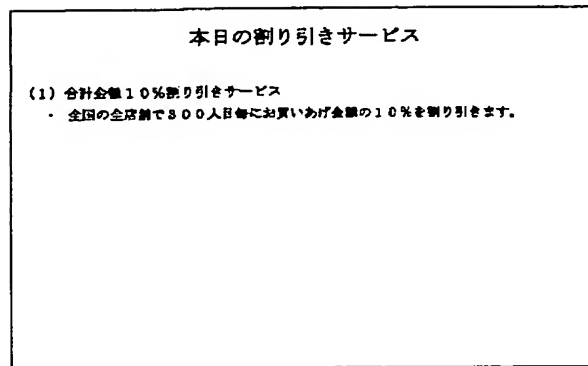 本日の割り引きサービス
(1) 合計金額10%割り引きサービス
・ 全国の全店舗で300人目毎にお買いあげ金額の10%を割り引きます。